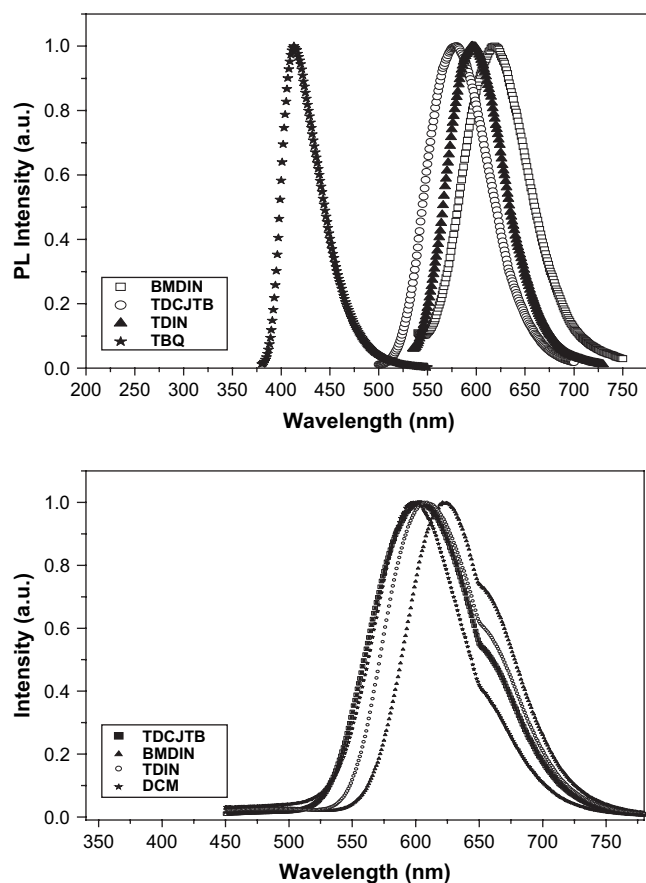 1.0
0.8
0.6
0.4
0.2
0.0
PL Intensity (a.u.)
BMDIN
TDCJTB
TDIN
TBQ
200 250 300 350 400 450 500 550 600 650 700 750
Wavelength (nm)
1.0
0.8
0.6
0.4
0.2
0.0
Intensity (a.u.)
TDCJTB
BMDIN
TDIN
DCM
350 400 450 500 550 600 650 700 750
Wavelength (nm)